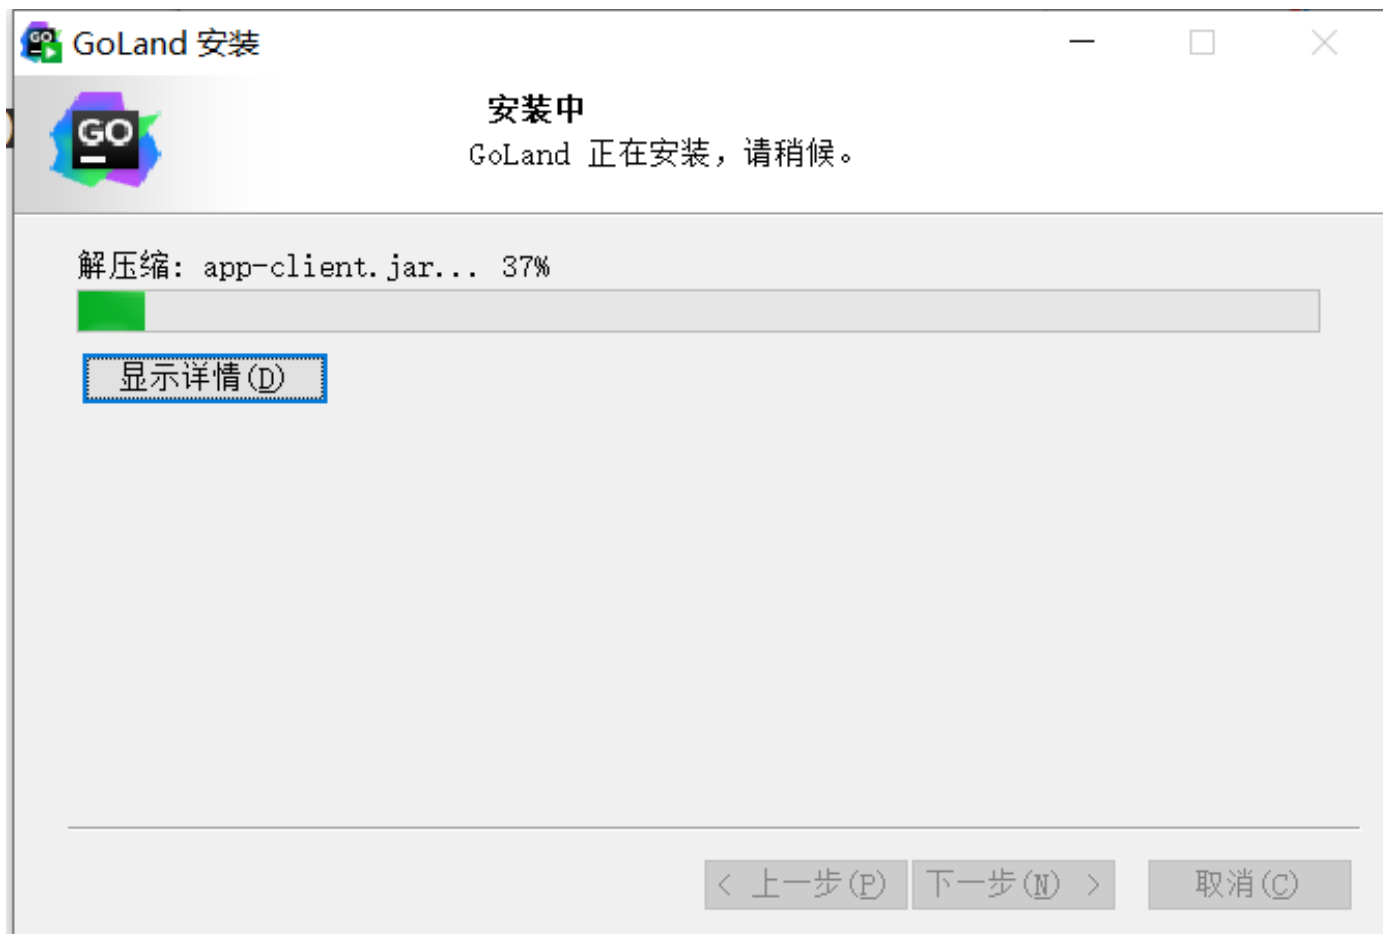 GoLand 安装
GO
安装中
GoLand 正在安装，请稍候。
解压缩: app-client.jar... 37%
显示详情(D)
< 上一步(P)
下一步(N) >
取消(C)